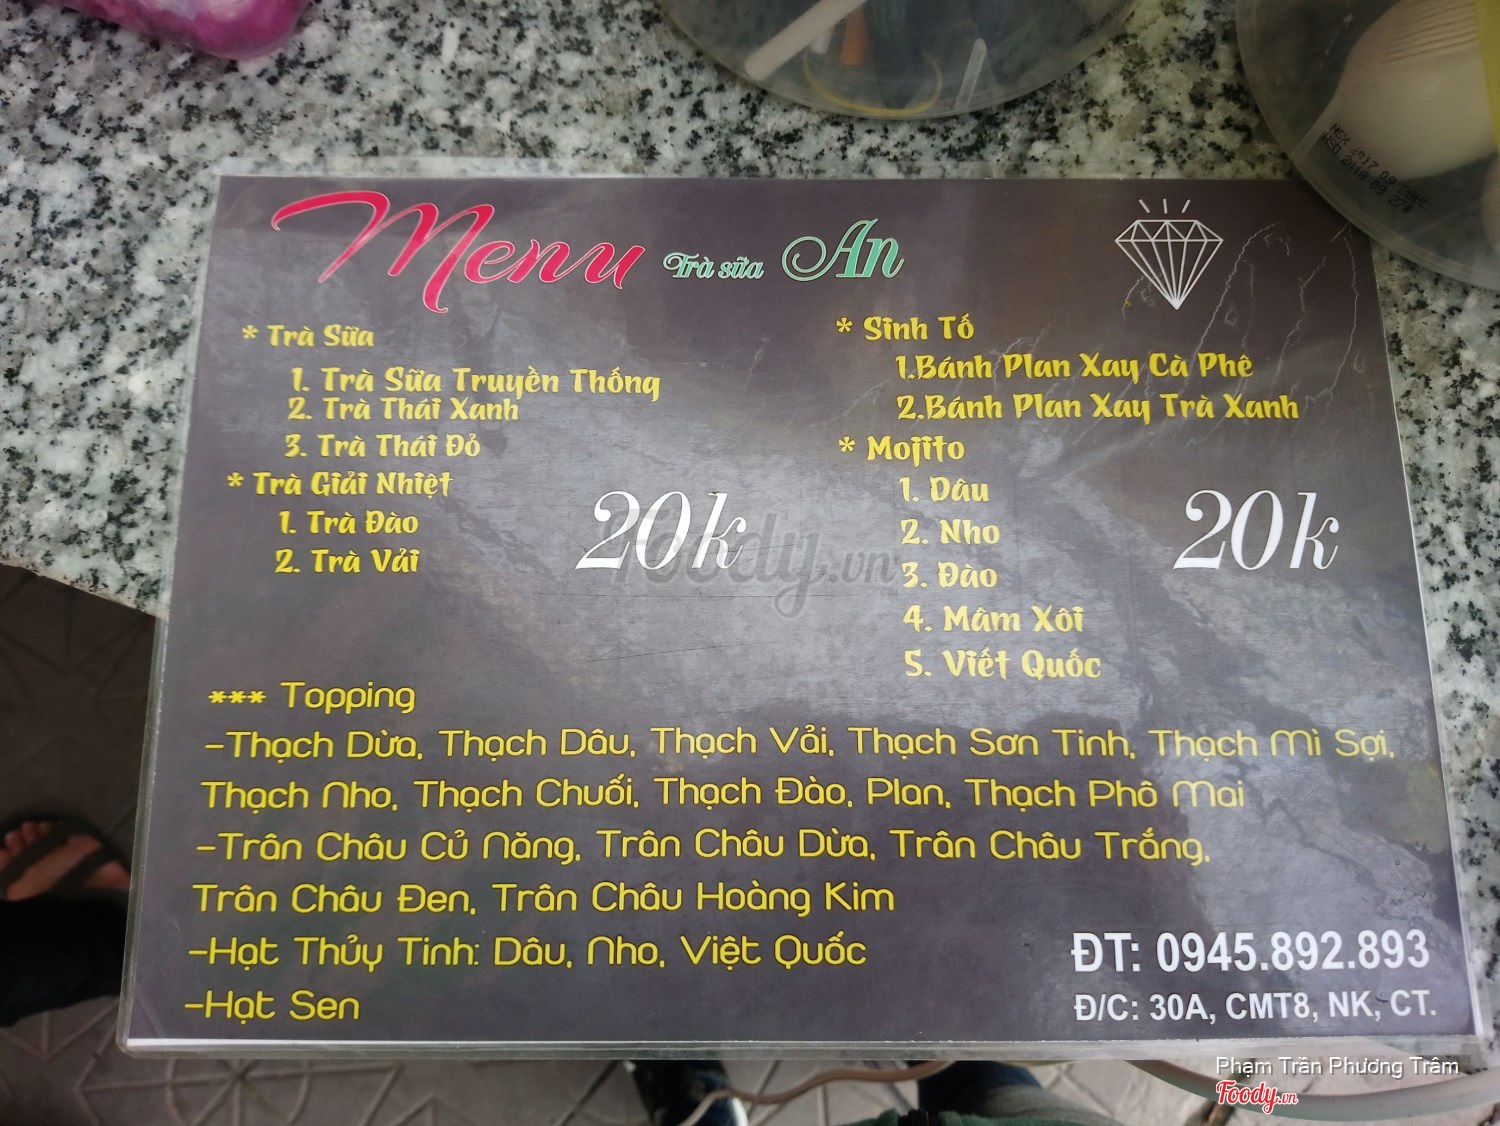 Menu Trà sữa An
* Trà Sữa
1. Trà Sữa Truyền Thống
2. Trà Thái Xanh
3. Trà Thái Đỏ
* Trà Giải Nhiệt
1. Trà Đào
2. Trà Vải
20k
* Sinh Tố
1.Bánh Plan Xay Cà Phê
2.Bánh Plan Xay Trà Xanh
* Mojito
1. Dâu
2. Nho
3. Đào
4. Mâm Xôi
5. Viết Quốc
20k
*** Topping
-Thạch Dừa, Thạch Dâu, Thạch Vải, Thạch Sơn Tinh, Thạch Mì Sợi,
Thạch Nho, Thạch Chuối, Thạch Đào, Plan, Thạch Phô Mai
-Trân Châu Củ Năng, Trân Châu Dừa, Trân Châu Trắng,
Trân Châu Đen, Trân Châu Hoàng Kim
-Hạt Thủy Tinh: Dâu, Nho, Việt Quốc
-Hạt Sen
ĐT: 0945.892.893
Đ/C: 30A, CMT8, NK, CT.
Foody.vn
Phạm Trần Phương Trâm
Foody.vn